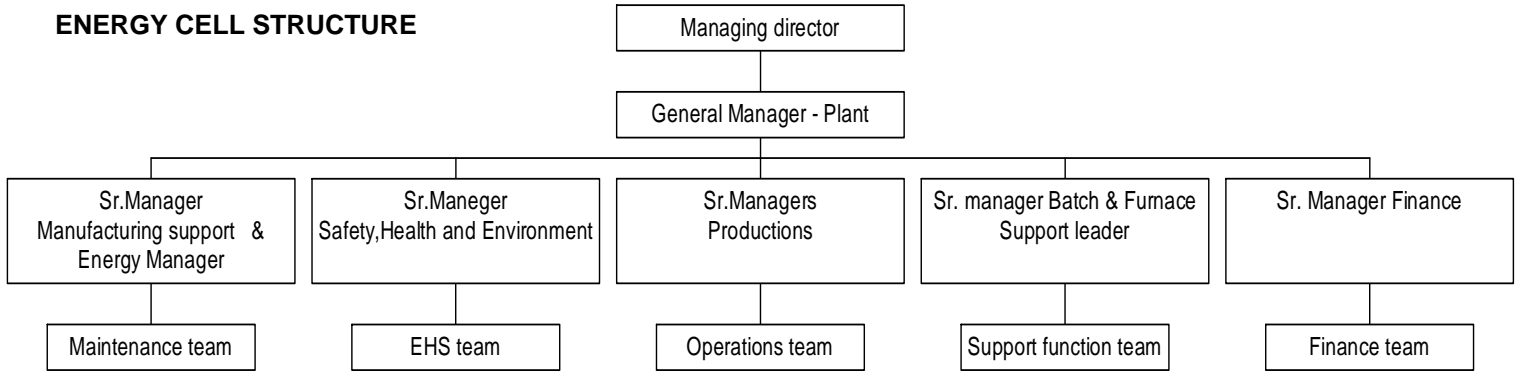 ENERGY CELL STRUCTURE
Managing director
General Manager - Plant
Sr.Manager
Manufacturing support &
Energy Manager
Sr.Maneger
Safety,Health and Environment
Sr.Managers
Productions
Sr. manager Batch & Furnace
Support leader
Sr. Manager Finance
Maintenance team
EHS team
Operations team
Support function team
Finance team